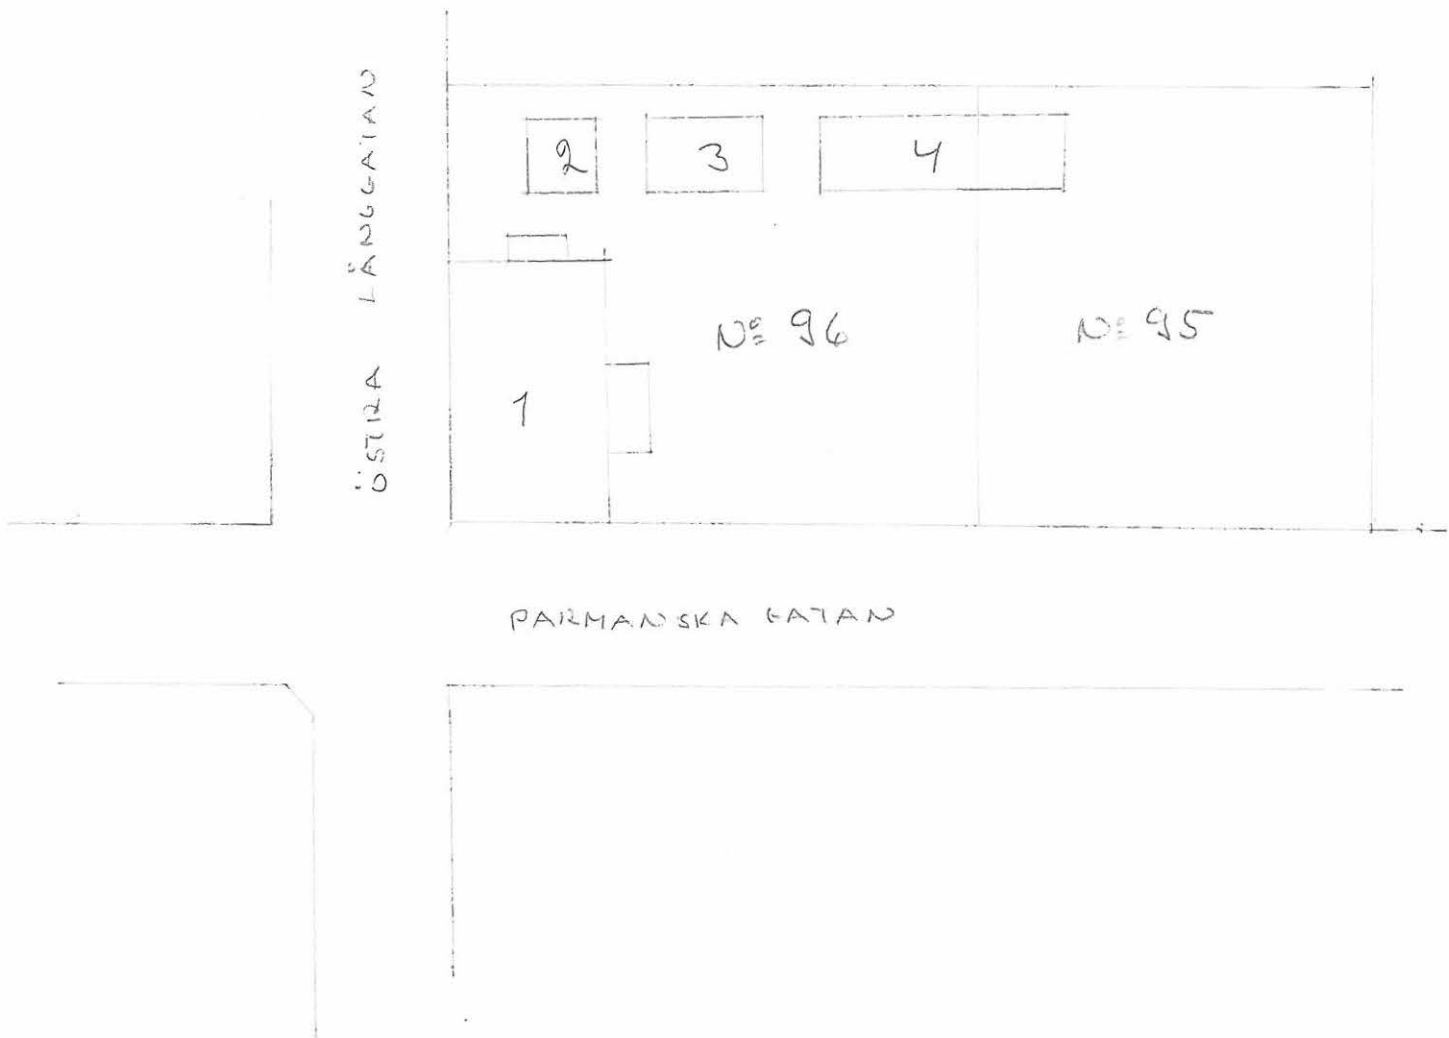 ÖSTRA LÅNGGATAN
2
3
4
Nº 96
Nº 95
1
PARMANSKA GATAN